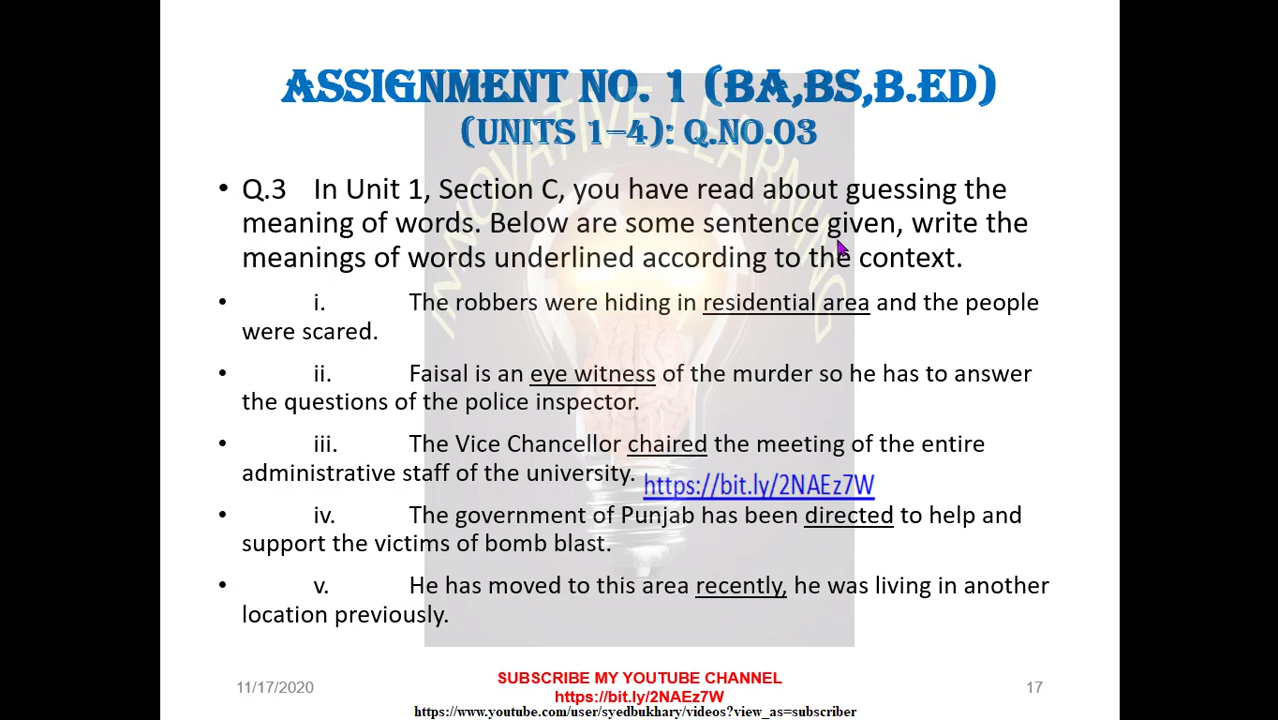 ASSIGNMENT NO. 1 (BA,BS,B.ED)
(UNITS 1–4): Q.NO.03
INNOVATIVE LEARNING
• Q.3 In Unit 1, Section C, you have read about guessing the
meaning of words. Below are some sentence given, write the
meanings of words underlined according to the context.
• i. The robbers were hiding in residential area and the people
were scared.
• ii. Faisal is an eye witness of the murder so he has to answer
the questions of the police inspector.
• iii. The Vice Chancellor chaired the meeting of the entire
administrative staff of the university.
https://bit.ly/2NAEz7W
• iv. The government of Punjab has been directed to help and
support the victims of bomb blast.
• v. He has moved to this area recently, he was living in another
location previously.
11/17/2020
SUBSCRIBE MY YOUTUBE CHANNEL
https://bit.ly/2NAEz7W
https://www.youtube.com/user/syedbukhary/videos?view_as=subscriber
17